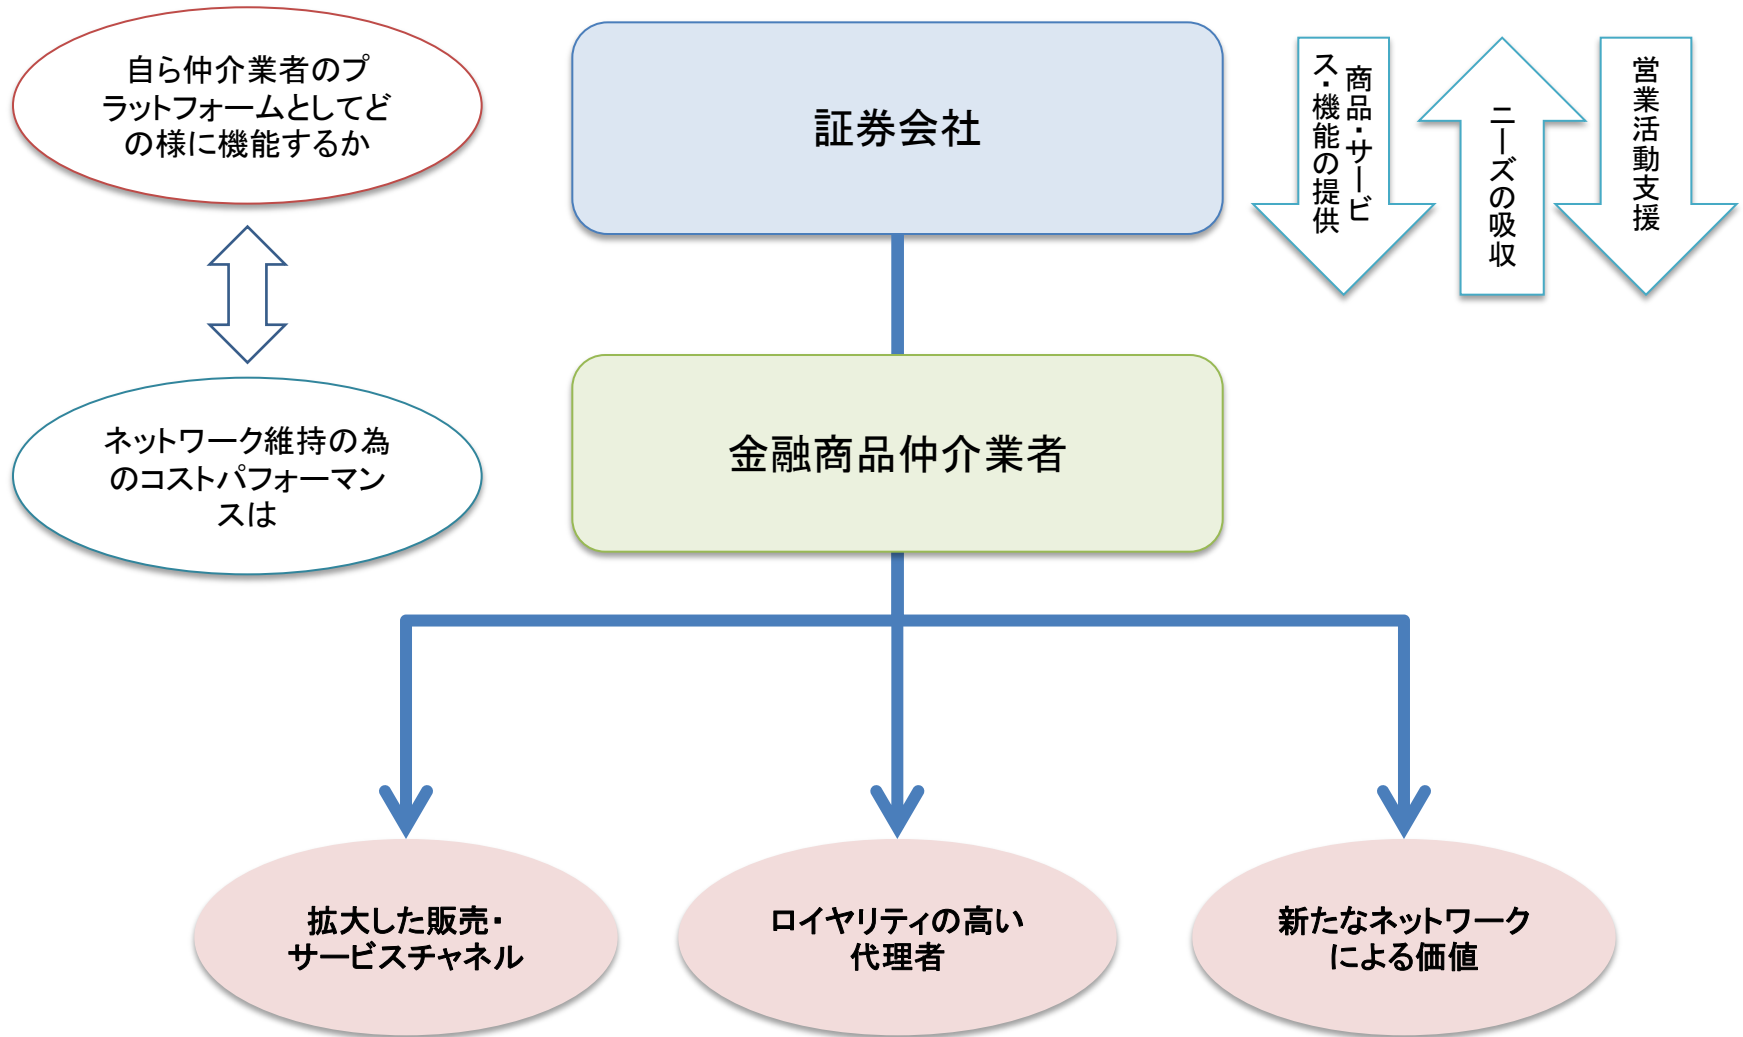 自ら仲介業者のプ
ラットフォームとしてど
の様に機能するか
証券会社
商品・サービ
ス・機能の提供
ニーズの吸収
営業活動支援
ネットワーク維持の為
のコストパフォーマン
スは
金融商品仲介業者
拡大した販売・
サービスチャネル
ロイヤリティの高い
代理者
新たなネットワーク
による価値